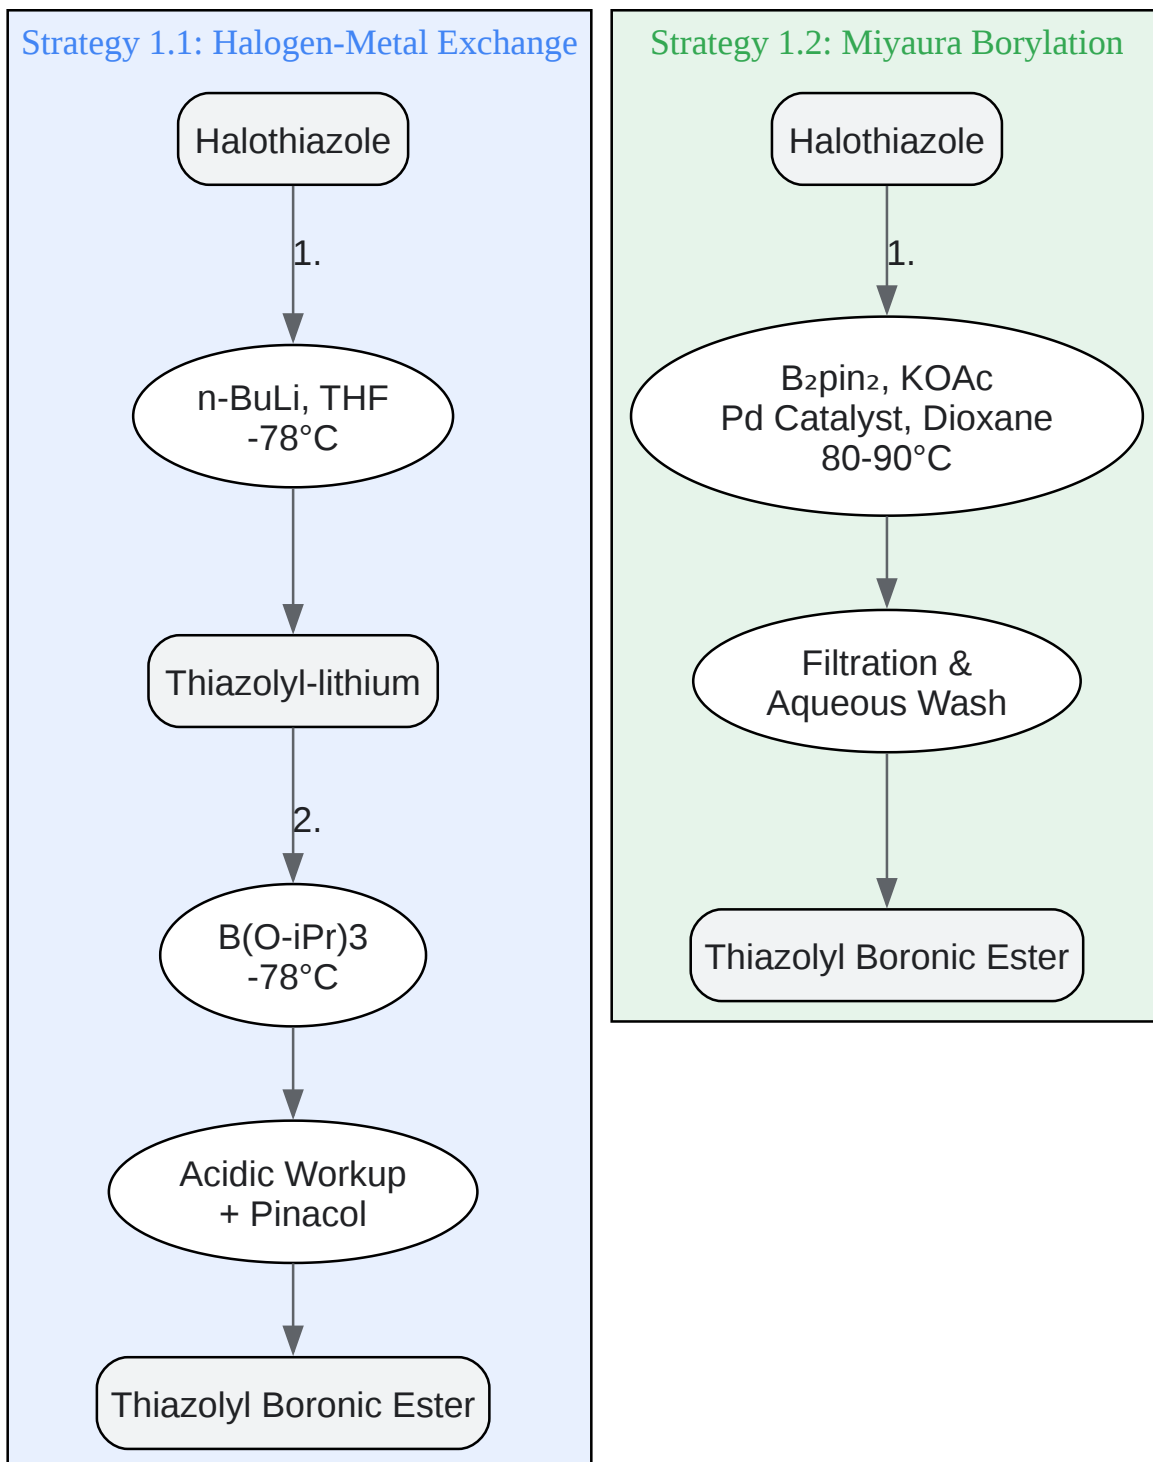 Strategy 1.1: Halogen-Metal Exchange
Halothiazole
1.
n-BuLi, THF
-78°C
Thiazolyl-lithium
2.
B(O-iPr)3
-78°C
Acidic Workup
+ Pinacol
Thiazolyl Boronic Ester
Strategy 1.2: Miyaura Borylation
Halothiazole
1.
B₂pin₂, KOAc
Pd Catalyst, Dioxane
80-90°C
Filtration &
Aqueous Wash
Thiazolyl Boronic Ester